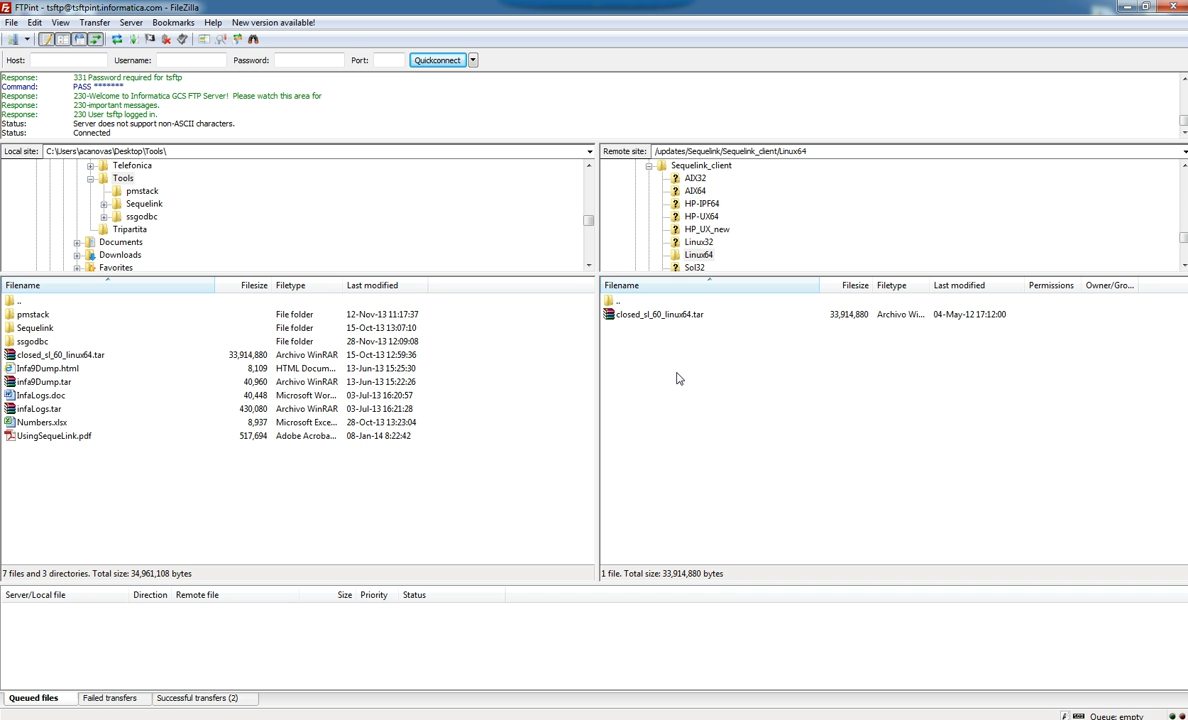 FTPint - tsftp@tsftpint.informatica.com - FileZilla
File Edit View Transfer Server Bookmarks Help New version available!
Host: Username: Password: Port: Quickconnect
Response: 331 Password required for tsftp
Command: PASS *******
Response: 230-Welcome to Informatica GCS FTP Server! Please watch this area for
Response: 230-important messages.
Response: 230 User tsftp logged in.
Status: Server does not support non-ASCII characters.
Status: Connected
Local site: C:\Users\acanovas\Desktop\Tools\
Telefonica
Tools
pmstack
Sequelink
ssgodbc
Tripartita
Documents
Downloads
Favorites
Remote site: /updates/Sequelink/Sequelink_client/Linux64
Sequelink_client
AIX32
AIX64
HP-IPF64
HP-UX64
HP_UX_new
Linux32
Linux64
Sol32
Filename Filesize Filetype Last modified
..
pmstack File folder 12-Nov-13 11:17:37
Sequelink File folder 15-Oct-13 13:07:10
ssgodbc File folder 28-Nov-13 12:09:08
closed_sl_60_linux64.tar 33,914,880 Archivo WinRAR 15-Oct-13 12:59:36
Infa9Dump.html 8,109 HTML Docum... 13-Jun-13 15:25:30
infa9Dump.tar 40,960 Archivo WinRAR 13-Jun-13 15:22:26
InfaLogs.doc 40,448 Microsoft Wor... 03-Jul-13 16:20:57
infaLogs.tar 430,080 Archivo WinRAR 03-Jul-13 16:21:28
Numbers.xlsx 8,937 Microsoft Exce... 28-Oct-13 13:23:04
UsingSequeLink.pdf 517,694 Adobe Acroba... 08-Jan-14 8:22:42
7 files and 3 directories. Total size: 34,961,108 bytes
Filename Filesize Filetype Last modified Permissions Owner/Gro...
..
closed_sl_60_linux64.tar 33,914,880 Archivo Wi... 04-May-12 17:12:00
1 file. Total size: 33,914,880 bytes
Server/Local file Direction Remote file Size Priority Status
Queued files Failed transfers Successful transfers (2)
Queue: empty